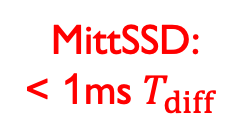 MittSSD:
< 1ms T_diff